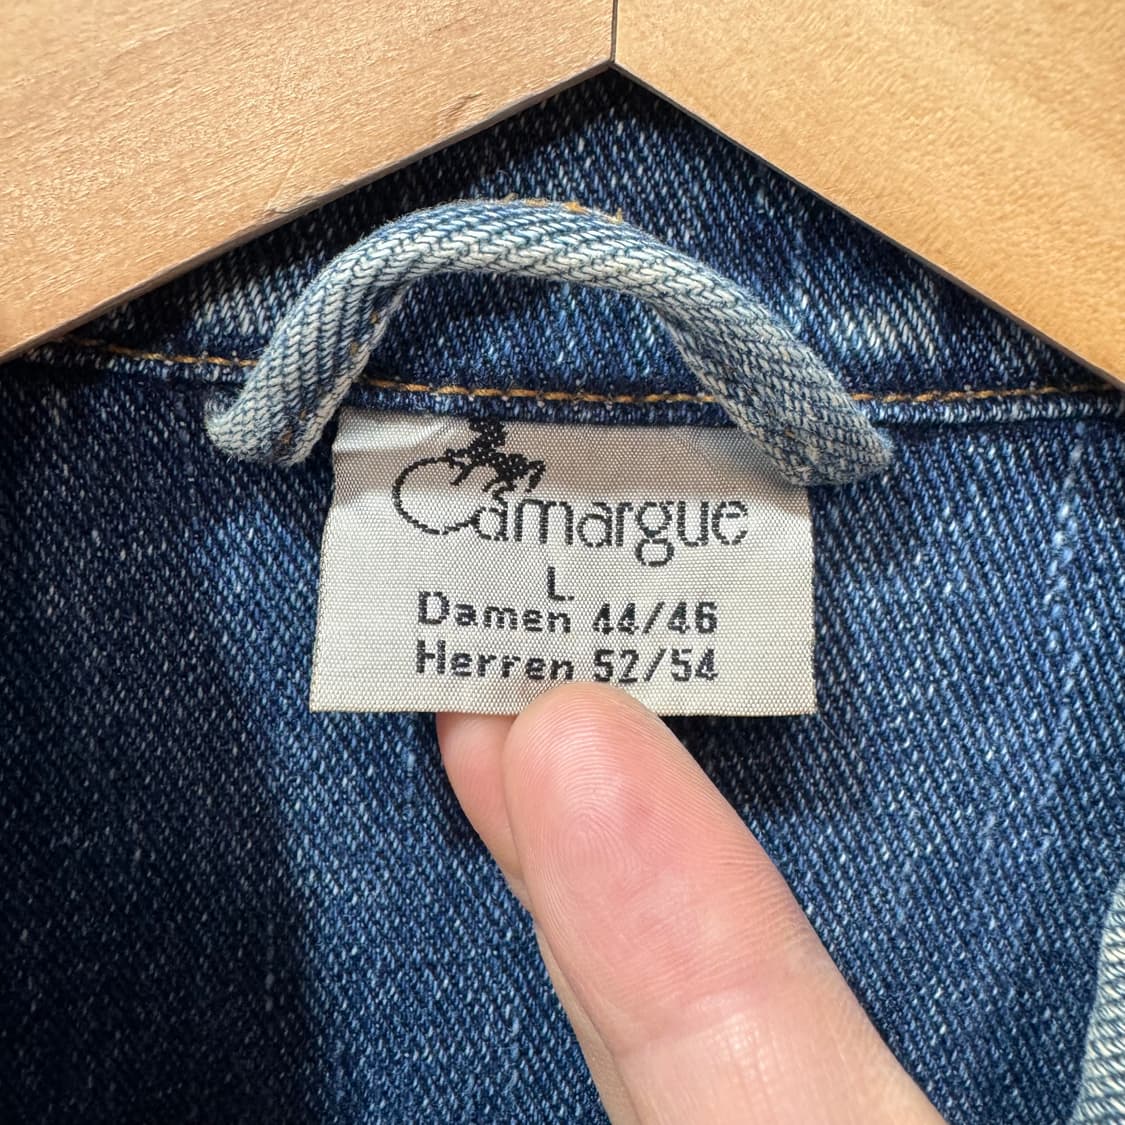 Camargue
L
Damen 44/46
Herren 52/54